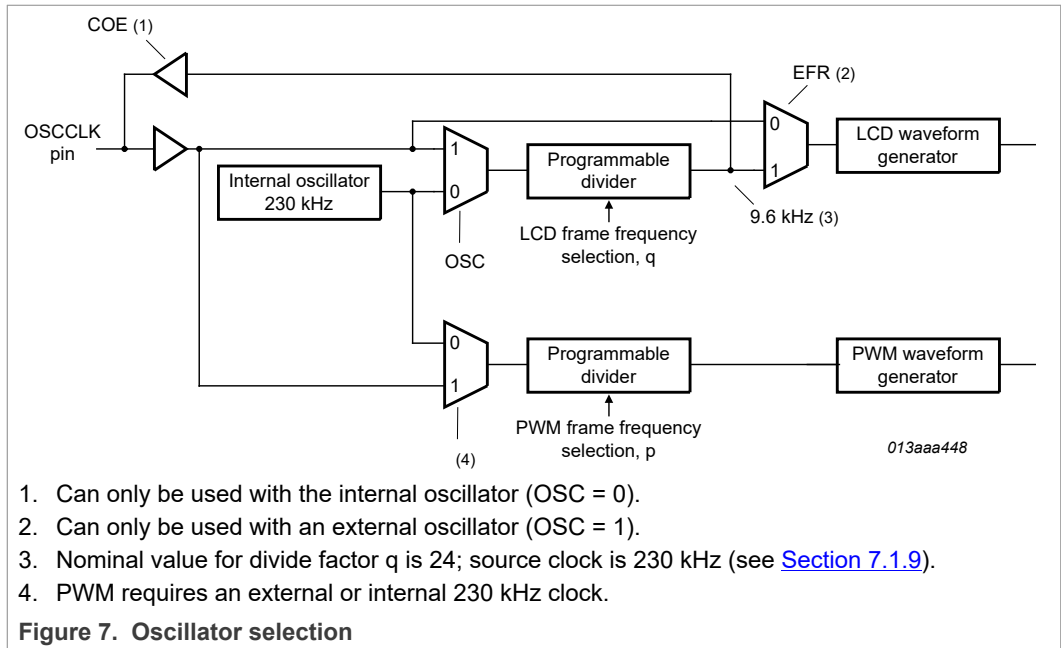 COE (1)
EFR (2)
OSCCLK
pin
0
LCD waveform
generator
1
Programmable
divider
1
Internal oscillator
230 kHz
0
9.6 kHz (3)
LCD frame frequency
selection, q
OSC
0
Programmable
divider
PWM waveform
generator
1
PWM frame frequency
selection, p
(4)
013aaa448
1. Can only be used with the internal oscillator (OSC = 0).
2. Can only be used with an external oscillator (OSC = 1).
3. Nominal value for divide factor q is 24; source clock is 230 kHz (see Section 7.1.9).
4. PWM requires an external or internal 230 kHz clock.
Figure 7. Oscillator selection